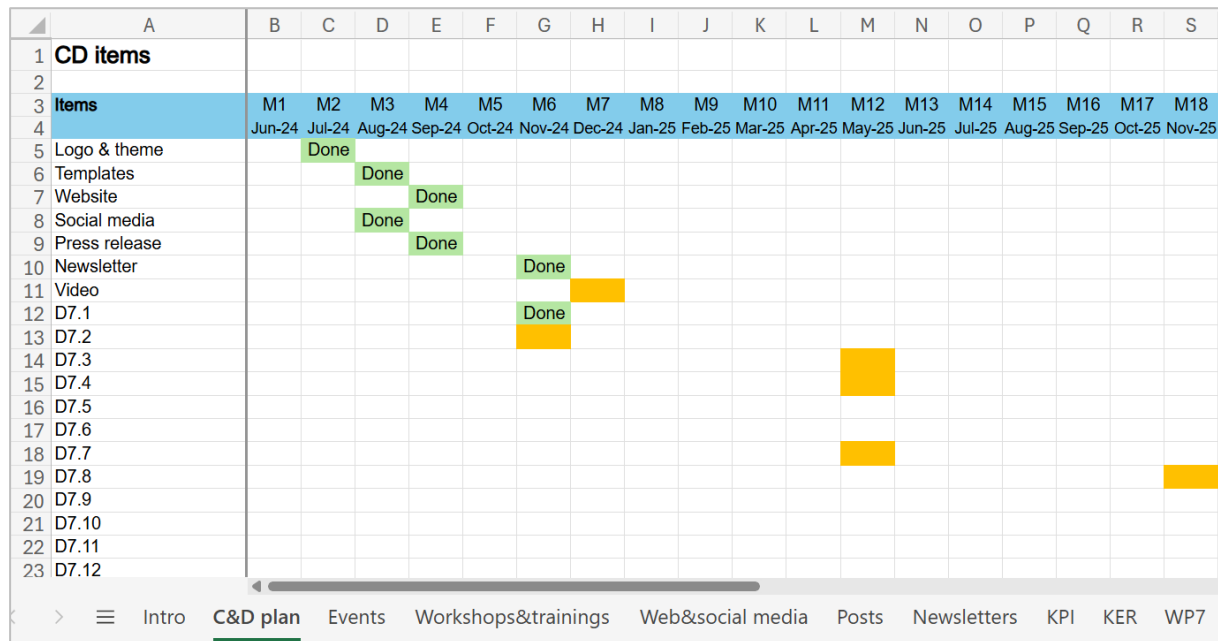 A B C D E F G H I J K L M N O P Q R S
1 CD items
2
3 Items M1 M2 M3 M4 M5 M6 M7 M8 M9 M10 M11 M12 M13 M14 M15 M16 M17 M18
4 Jun-24 Jul-24 Aug-24 Sep-24 Oct-24 Nov-24 Dec-24 Jan-25 Feb-25 Mar-25 Apr-25 May-25 Jun-25 Jul-25 Aug-25 Sep-25 Oct-25 Nov-25
5 Logo & theme Done
6 Templates Done
7 Website Done
8 Social media Done
9 Press release Done
10 Newsletter Done
11 Video
12 D7.1 Done
13 D7.2
14 D7.3
15 D7.4
16 D7.5
17 D7.6
18 D7.7
19 D7.8
20 D7.9
21 D7.10
22 D7.11
23 D7.12
Intro C&D plan Events Workshops&trainings Web&social media Posts Newsletters KPI KER WP7